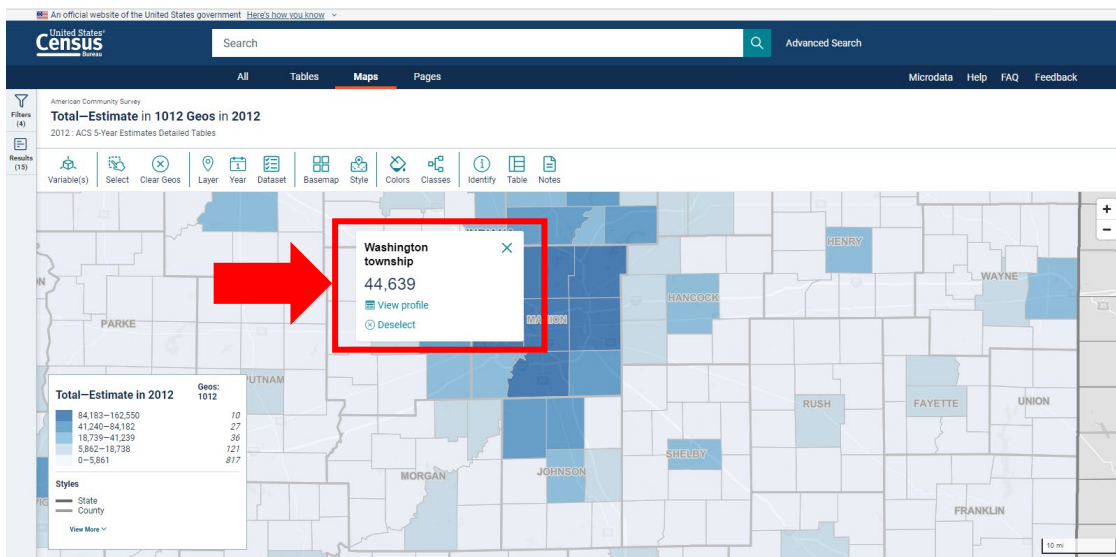 An official website of the United States government Here's how you know
United States®
Census
Bureau
Search
Advanced Search
All Tables Maps Pages
Microdata Help FAQ Feedback
Filters
(4)
Results
(15)
American Community Survey
Total—Estimate in 1012 Geos in 2012
2012 : ACS 5-Year Estimates Detailed Tables
Variable(s) Select Clear Geos Layer Year Dataset Basemap Style Colors Classes Identify Table Notes
+
−
Washington
township
44,639
View profile
Deselect
HENRY
WAYNE
HANCOCK
MARION
PARKE
PUTNAM
RUSH
FAYETTE
UNION
SHELBY
MORGAN
JOHNSON
FRANKLIN
Total—Estimate in 2012 Geos:
1012
84,183—162,550 10
41,240—84,182 27
18,739—41,239 36
5,862—18,738 121
0—5,861 817
Styles
State
County
View More
10 mi